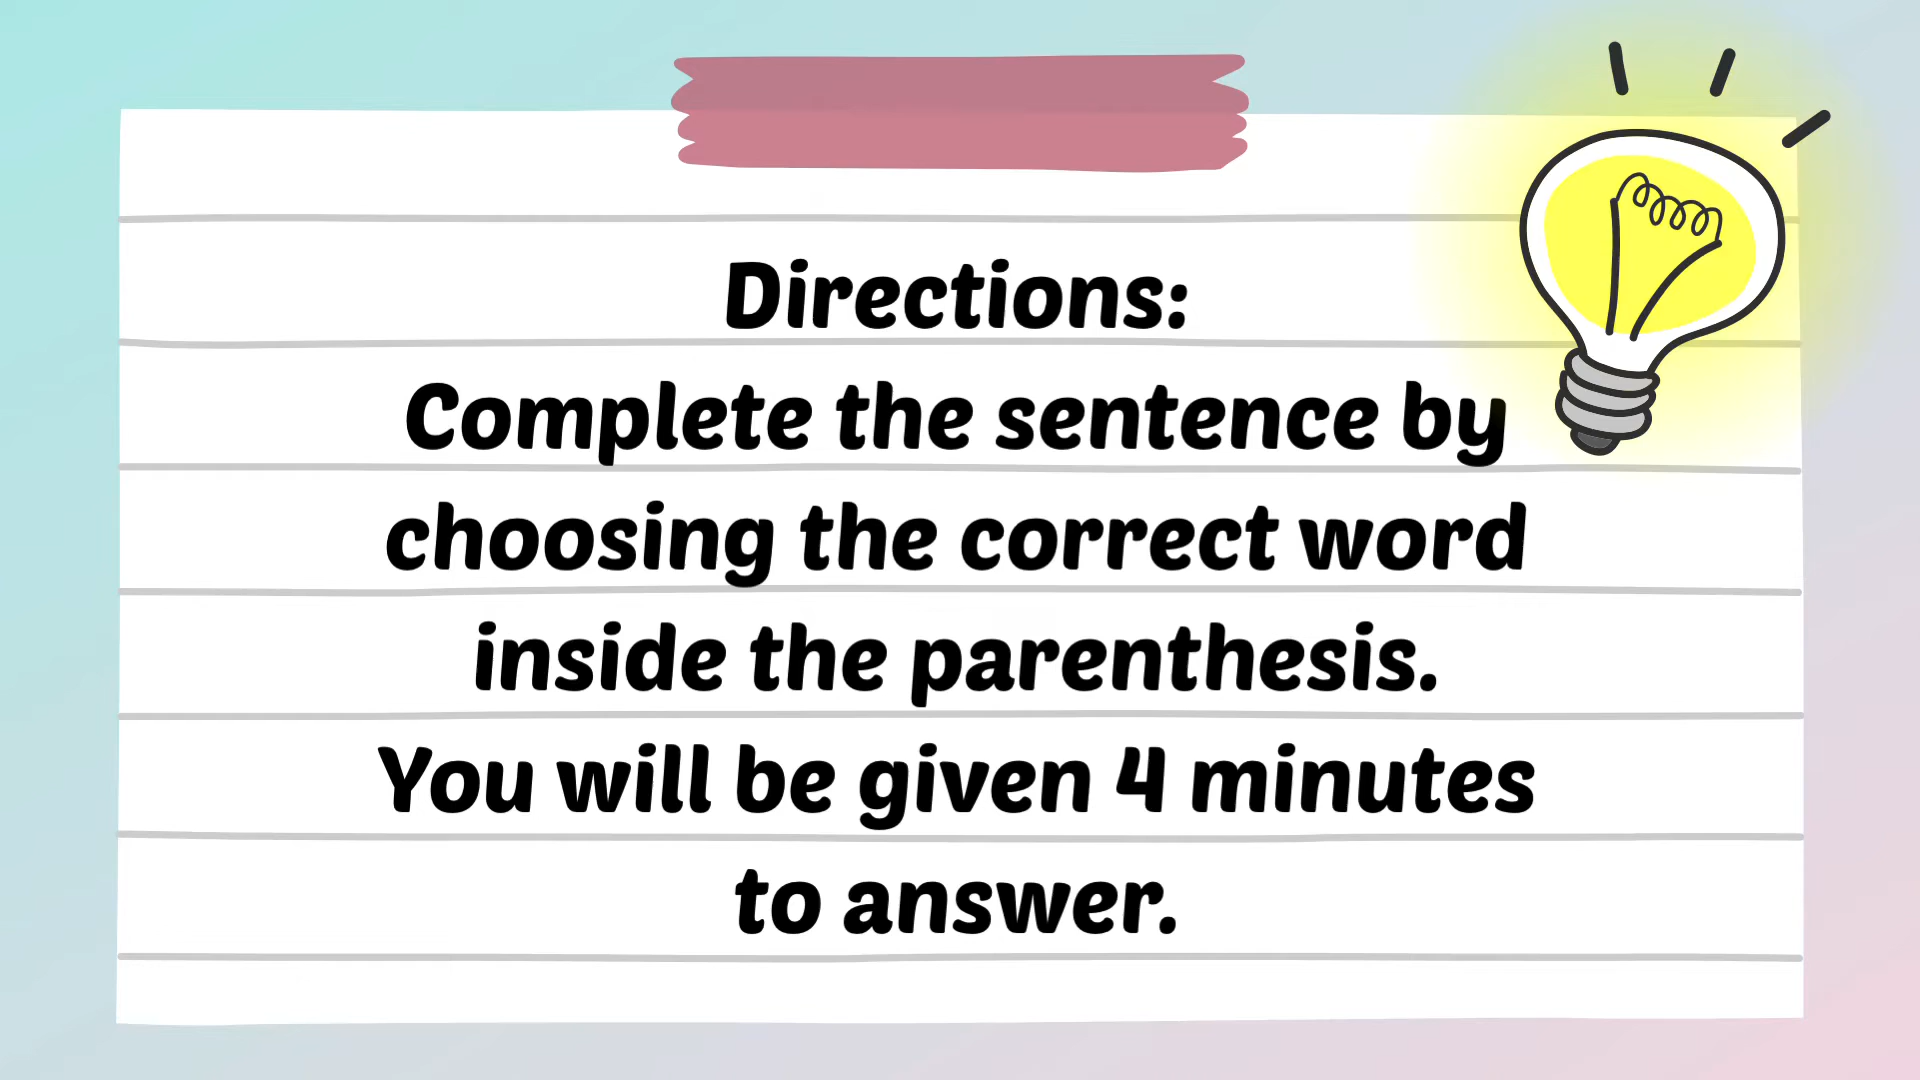 Directions:
Complete the sentence by
choosing the correct word
inside the parenthesis.
You will be given 4 minutes
to answer.